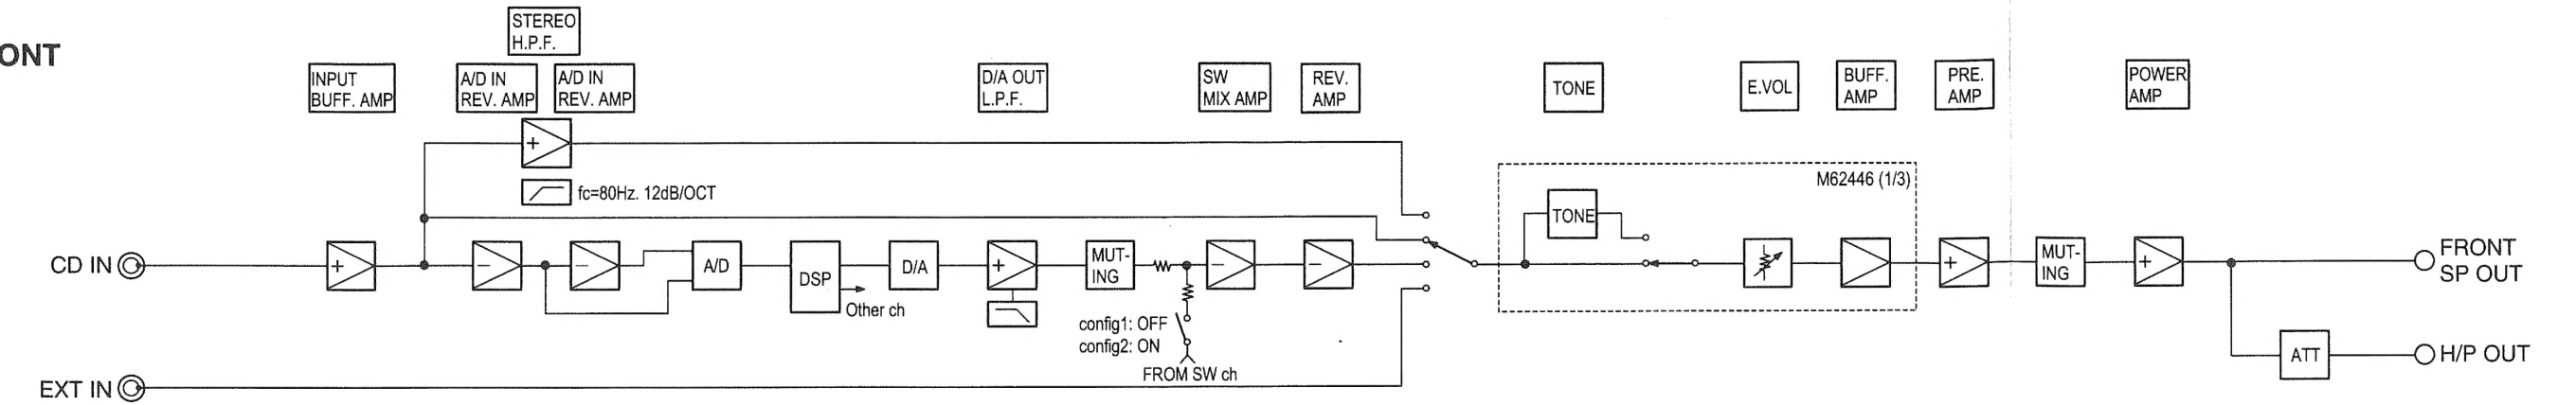 ONT
STEREO
H.P.F.
INPUT
BUFF. AMP
A/D IN
REV. AMP
A/D IN
REV. AMP
D/A OUT
L.P.F.
SW
MIX AMP
REV.
AMP
TONE
E.VOL
BUFF.
AMP
PRE.
AMP
POWER
AMP
+
fc=80Hz. 12dB/OCT
M62446 (1/3)
TONE
CD IN
+
−
−
A/D
DSP
Other ch
D/A
+
MUT-
ING
−
−
+
MUT-
ING
+
FRONT
SP OUT
config1: OFF
config2: ON
FROM SW ch
ATT
H/P OUT
EXT IN